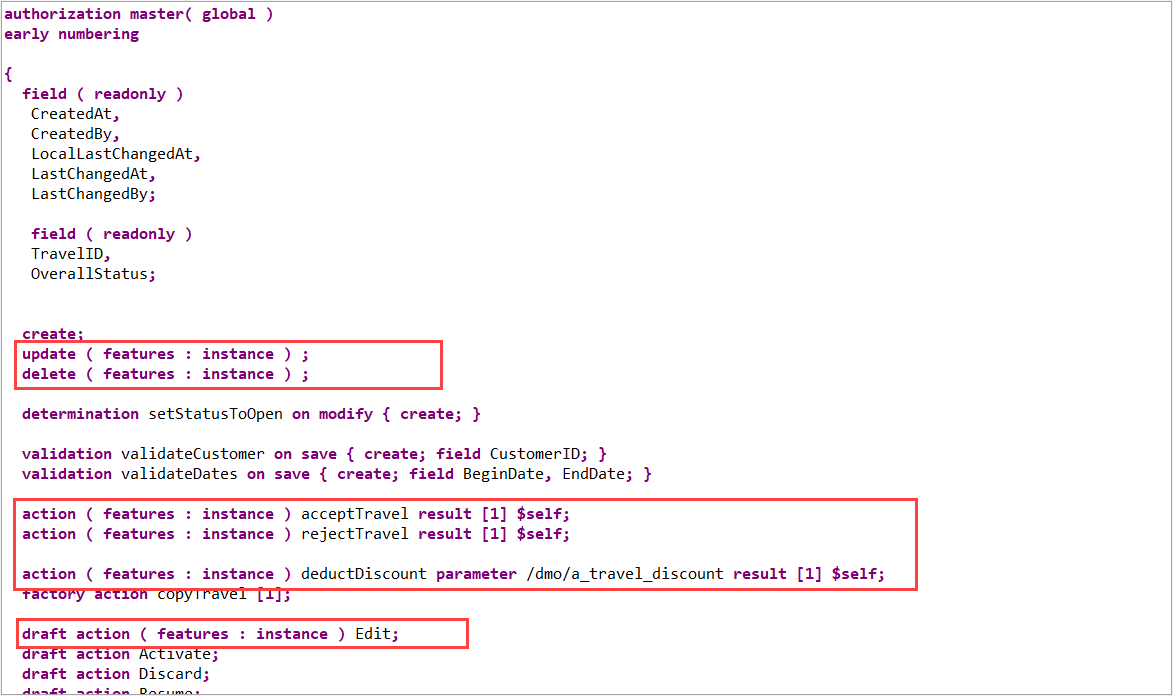 authorization master( global )
early numbering
{
field ( readonly )
CreatedAt,
CreatedBy,
LocalLastChangedAt,
LastChangedAt,
LastChangedBy;
field ( readonly )
TravelID,
OverallStatus;
create;
update ( features : instance ) ;
delete ( features : instance ) ;
determination setStatusToOpen on modify { create; }
validation validateCustomer on save { create; field CustomerID; }
validation validateDates on save { create; field BeginDate, EndDate; }
action ( features : instance ) acceptTravel result [1] $self;
action ( features : instance ) rejectTravel result [1] $self;
action ( features : instance ) deductDiscount parameter /dmo/a_travel_discount result [1] $self;
factory action copyTravel [1];
draft action ( features : instance ) Edit;
draft action Activate;
draft action Discard;
draft action Resume;